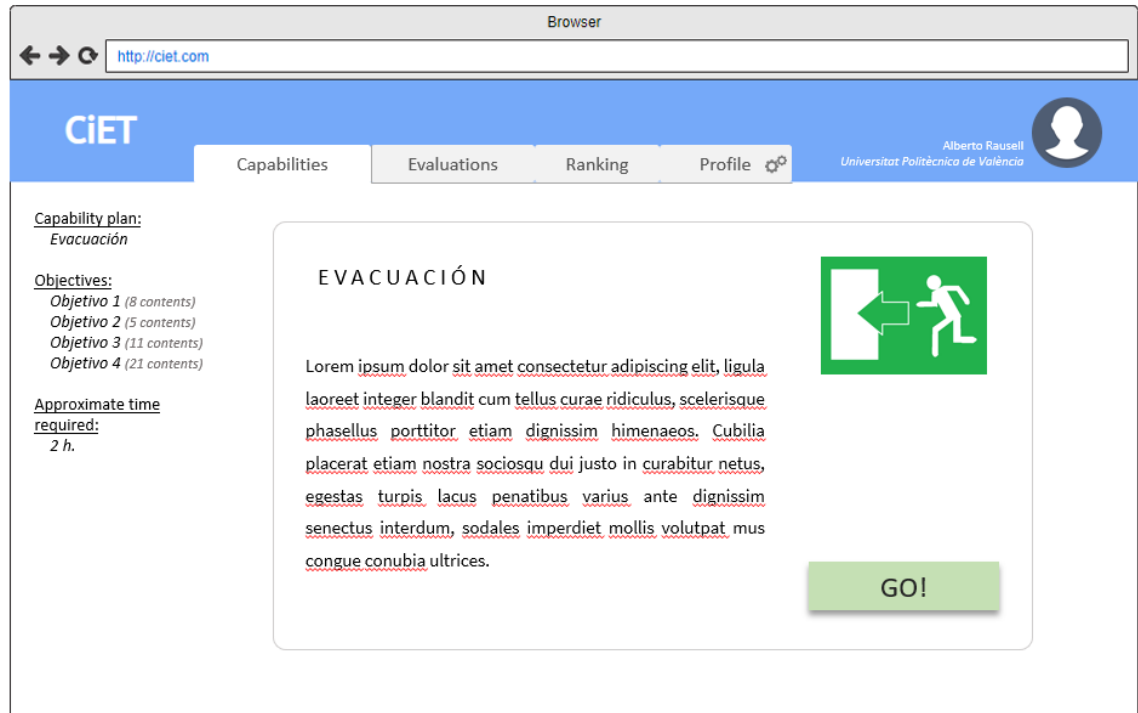 Browser
http://ciet.com
CiET
Capabilities
Evaluations
Ranking
Profile
Alberto Rausell
Universitat Politècnica de València
Capability plan:
Evacuación
Objectives:
Objetivo 1 (8 contents)
Objetivo 2 (5 contents)
Objetivo 3 (11 contents)
Objetivo 4 (21 contents)
Approximate time
required:
2 h.
EVACUACIÓN
Lorem ipsum dolor sit amet consectetur adipiscing elit, ligula
laoreet integer blandit cum tellus curae ridiculus, scelerisque
phasellus porttitor etiam dignissim himenaeos. Cubilia
placerat etiam nostra sociosqu dui justo in curabitur netus,
egestas turpis lacus penatibus varius ante dignissim
senectus interdum, sodales imperdiet mollis volutpat mus
congue conubia ultrices.
GO!